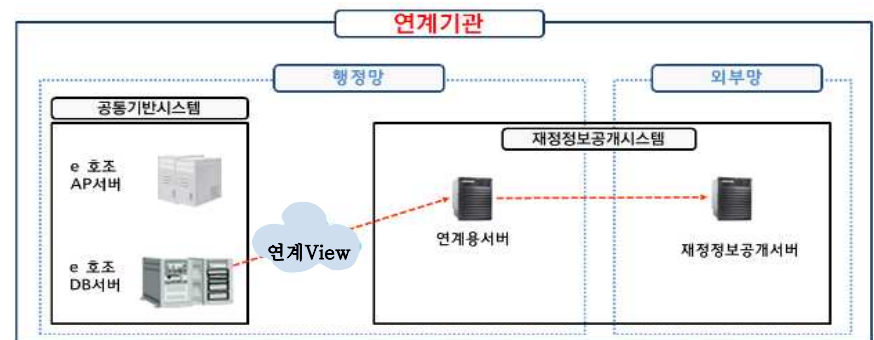 연계기관
행정망
외부망
공통기반시스템
재정정보공개시스템
e 호조
AP서버
e 호조
DB서버
연계View
연계용서버
재정정보공개서버